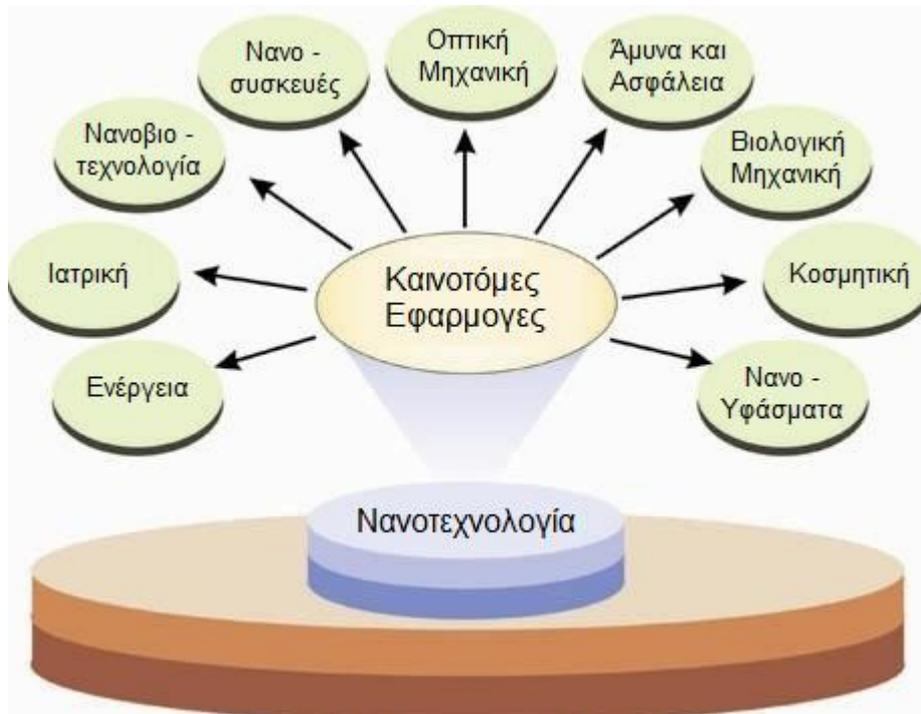 Οπτική
Μηχανική
Νανο -
συσκευές
Άμυνα και
Ασφάλεια
Νανοβιο -
τεχνολογία
Βιολογική
Μηχανική
Ιατρική
Καινοτόμες
Εφαρμογες
Κοσμητική
Ενέργεια
Νανο -
Υφάσματα
Νανοτεχνολογία